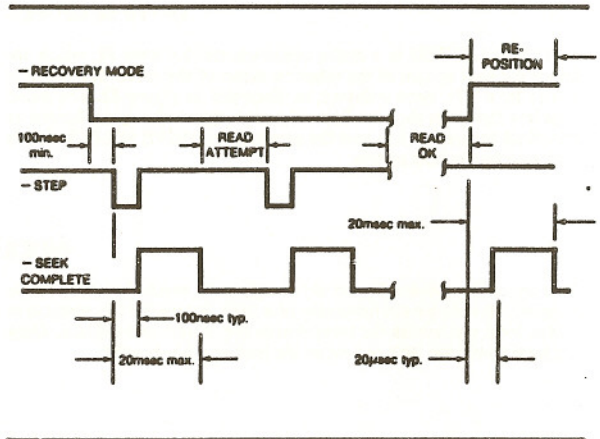 RE-
POSITION
– RECOVERY MODE
100nsec
min.
READ
ATTEMPT
READ
OK
– STEP
20msec max.
– SEEK
COMPLETE
100nsec typ.
20msec max.
20μsec typ.